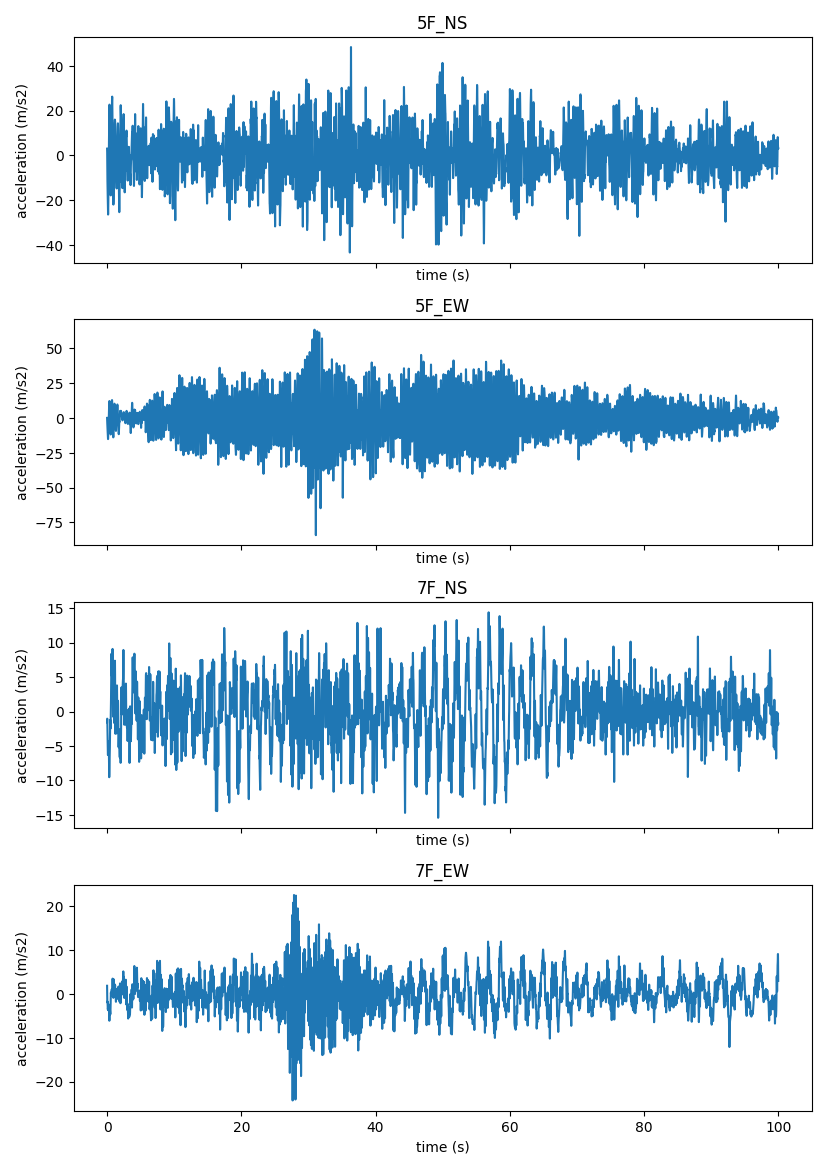 5F_NS
acceleration (m/s2)
40
20
0
−20
−40
time (s)
5F_EW
acceleration (m/s2)
50
25
0
−25
−50
−75
time (s)
7F_NS
acceleration (m/s2)
15
10
5
0
−5
−10
−15
time (s)
7F_EW
acceleration (m/s2)
20
10
0
−10
−20
0 20 40 60 80 100
time (s)